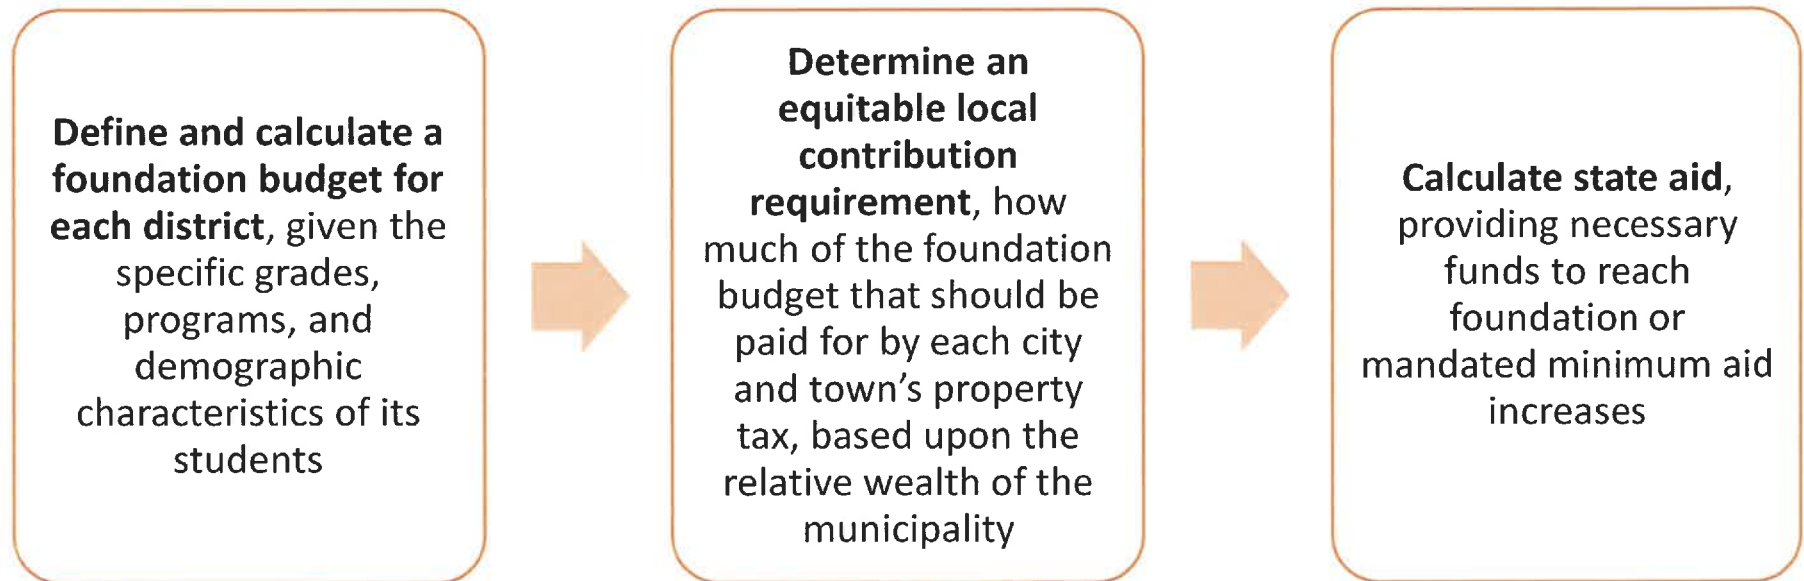 Define and calculate a
foundation budget for
each district, given the
specific grades,
programs, and
demographic
characteristics of its
students
Determine an
equitable local
contribution
requirement, how
much of the foundation
budget that should be
paid for by each city
and town's property
tax, based upon the
relative wealth of the
municipality
Calculate state aid,
providing necessary
funds to reach
foundation or
mandated minimum aid
increases